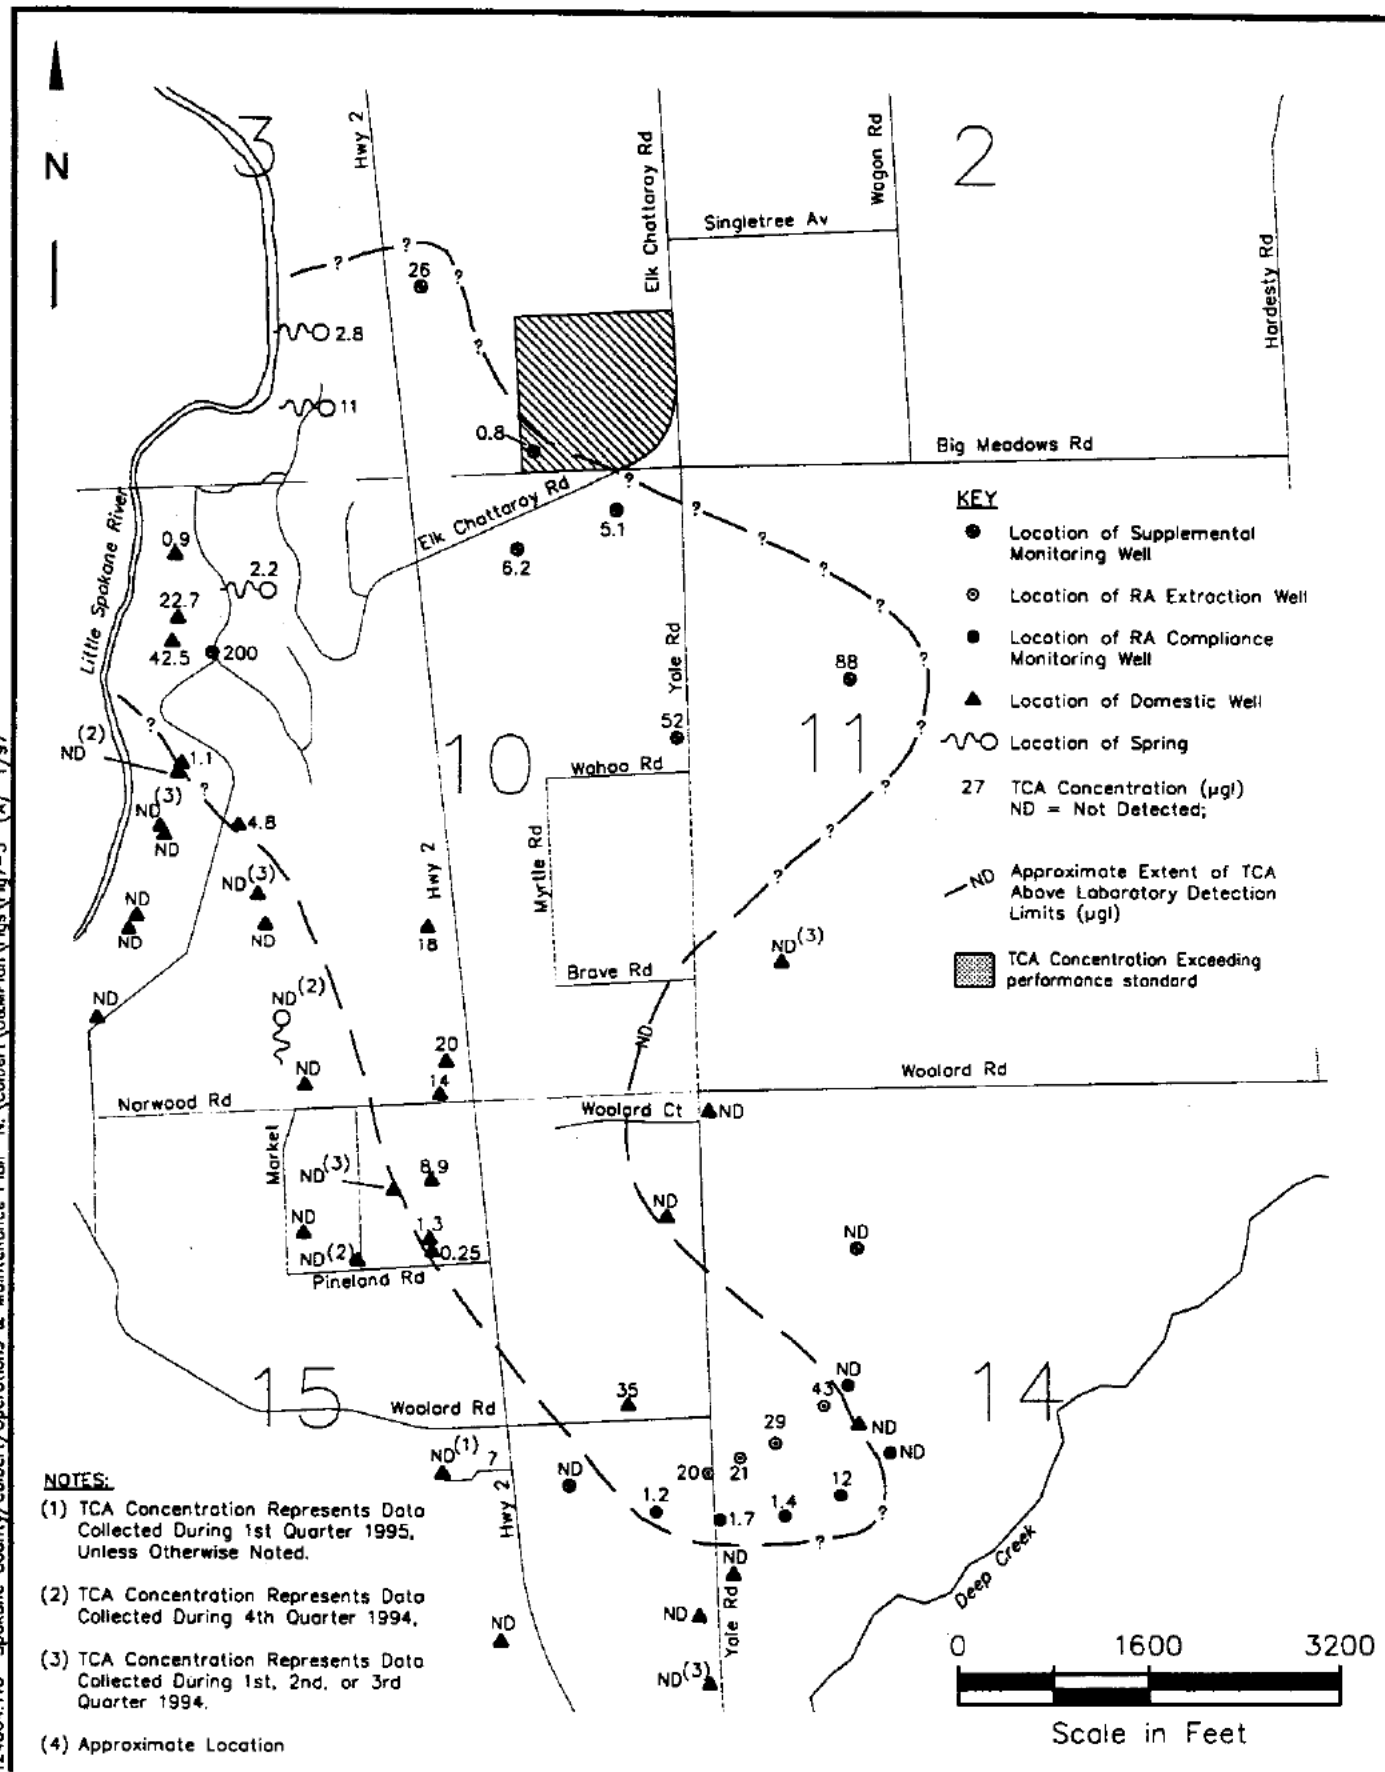 N
3
Hwy 2
Elk Chattaroy Rd
Wagon Rd
2
Singletree Av
Hardesty Rd
?
?
26
?
2.8
?
11
0.8
Big Meadows Rd
Elk Chattaroy Rd
?
?
5.1
6.2
?
?
?
?
?
Little Spokane River
0.9
2.2
22.7
42.5
200
Yale Rd
88
52
10
11
Wahoo Rd
?
ND (2)
1.1
?
?
?
?
ND (3)
ND
4.8
ND (3)
ND
ND
ND
Hwy 2
18
Myrtle Rd
Brave Rd
ND (3)
ND
ND (2)
ND
ND
20
14
Norwood Rd
Woolard Rd
Woolard Ct
ND
Market
ND (3)
8.9
ND
ND
1.3
ND (2)
0.25
Pineland Rd
ND
15
14
Woolard Rd
35
ND
43
ND
29
ND
ND (1)
?
ND
20
21
12
1.2
1.7
1.4
?
?
Hwy 2
ND
ND
ND
Yale Rd
ND (3)
Deep Creek
KEY
Location of Supplemental
Monitoring Well
Location of RA Extraction Well
Location of RA Compliance
Monitoring Well
Location of Domestic Well
Location of Spring
27 TCA Concentration (µgl)
ND = Not Detected;
ND Approximate Extent of TCA
Above Laboratory Detection
Limits (µgl)
TCA Concentration Exceeding
performance standard
NOTES:
(1) TCA Concentration Represents Data
Collected During 1st Quarter 1995,
Unless Otherwise Noted.
(2) TCA Concentration Represents Data
Collected During 4th Quarter 1994,
(3) TCA Concentration Represents Data
Collected During 1st, 2nd, or 3rd
Quarter 1994.
(4) Approximate Location
0 1600 3200
Scale in Feet